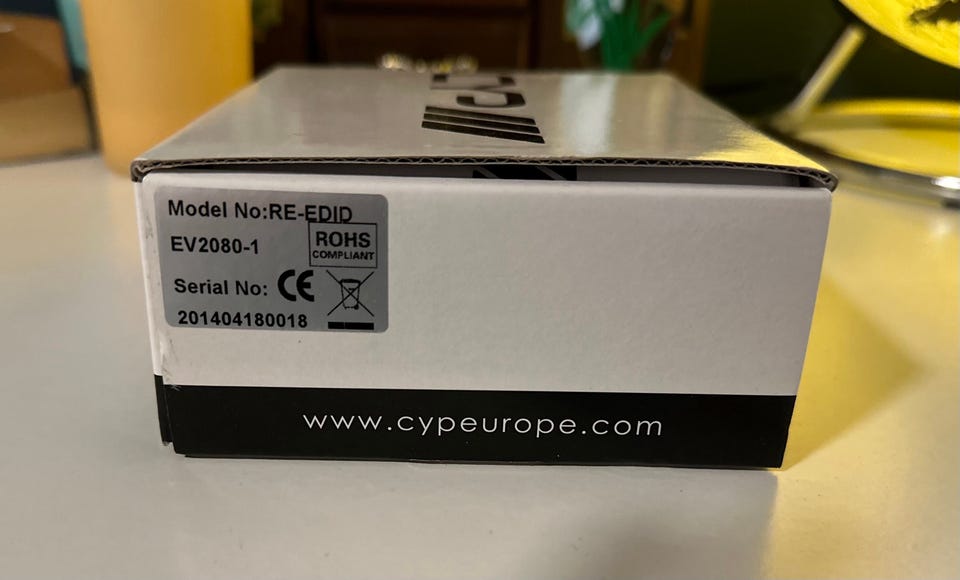 Model No:RE-EDID
EV2080-1
ROHS
COMPLIANT
Serial No:
CE
201404180018
www.cypeurope.com